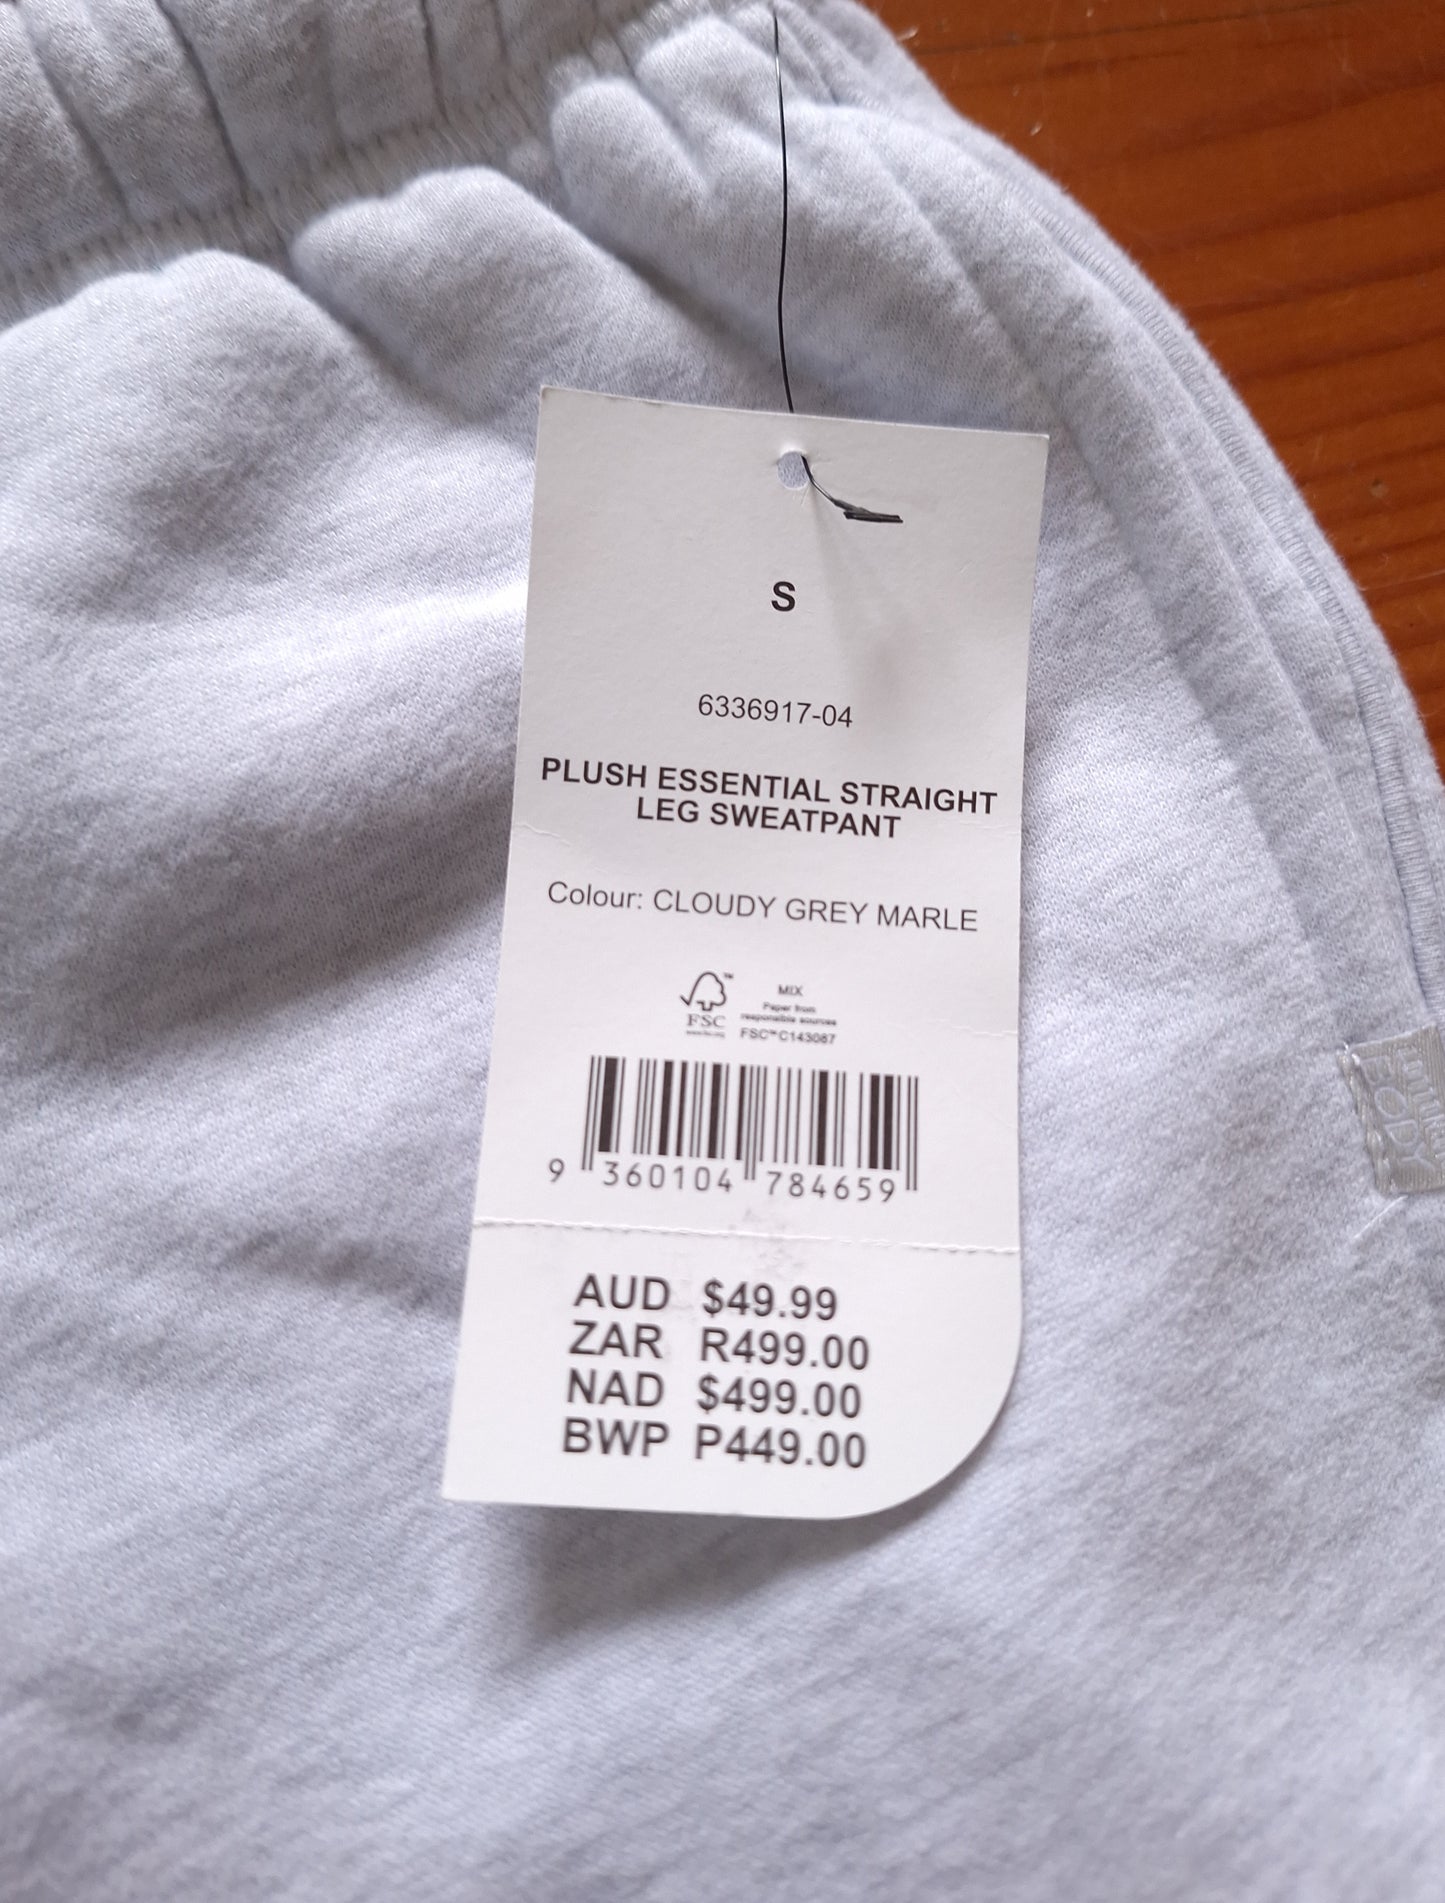 S
6336917-04
PLUSH ESSENTIAL STRAIGHT
LEG SWEATPANT
Colour: CLOUDY GREY MARLE
FSC
MIX
Paper from
responsible sources
FSC™ C143087
9 360104 784659
AUD $49.99
ZAR R499.00
NAD $499.00
BWP P449.00
BODY